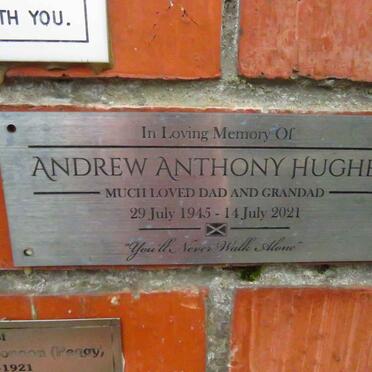 TH YOU.
In Loving Memory Of
ANDREW ANTHONY HUGHE
MUCH LOVED DAD AND GRANDAD
29 July 1945 - 14 July 2021
"You'll Never Walk Alone"
(Peggy)
1921